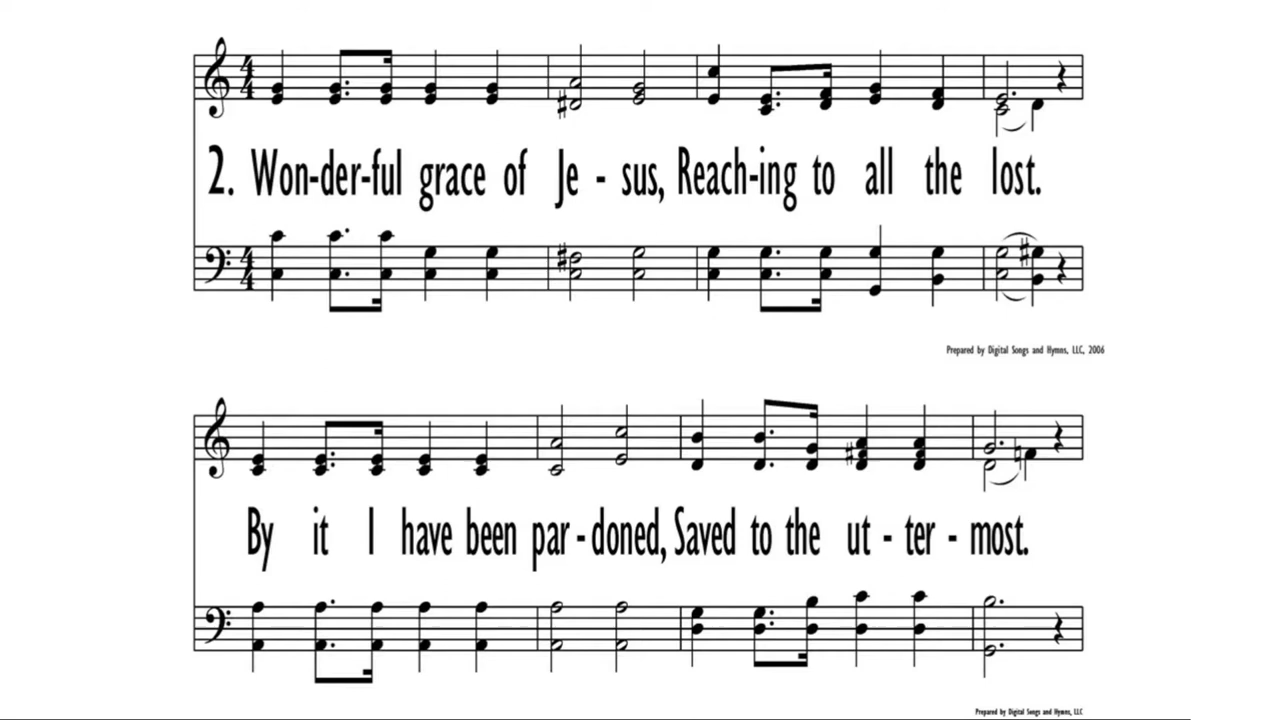 2. Won-der-ful grace of Je - sus, Reach-ing to all the lost.
Prepared by Digital Songs and Hymns, LLC, 2006
By it I have been par-doned, Saved to the ut - ter - most.
Prepared by Digital Songs and Hymns, LLC